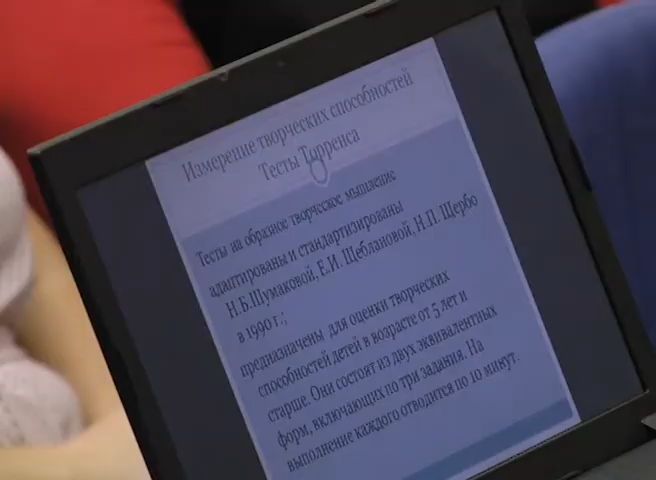 Измерение творческих способностей
Тесты Торренса
Тесты на образное творческое мышление
адаптированы и стандартизированы
Н.Б.Шумаковой, Е.И. Щеблановой, Н.П. Щербо
в 1990 г.;
предназначены для оценки творческих
способностей детей в возрасте от 5 лет и
старше. Они состоят из двух эквивалентных
форм, включающих по три задания. На
выполнение каждого отводится по 10 минут.